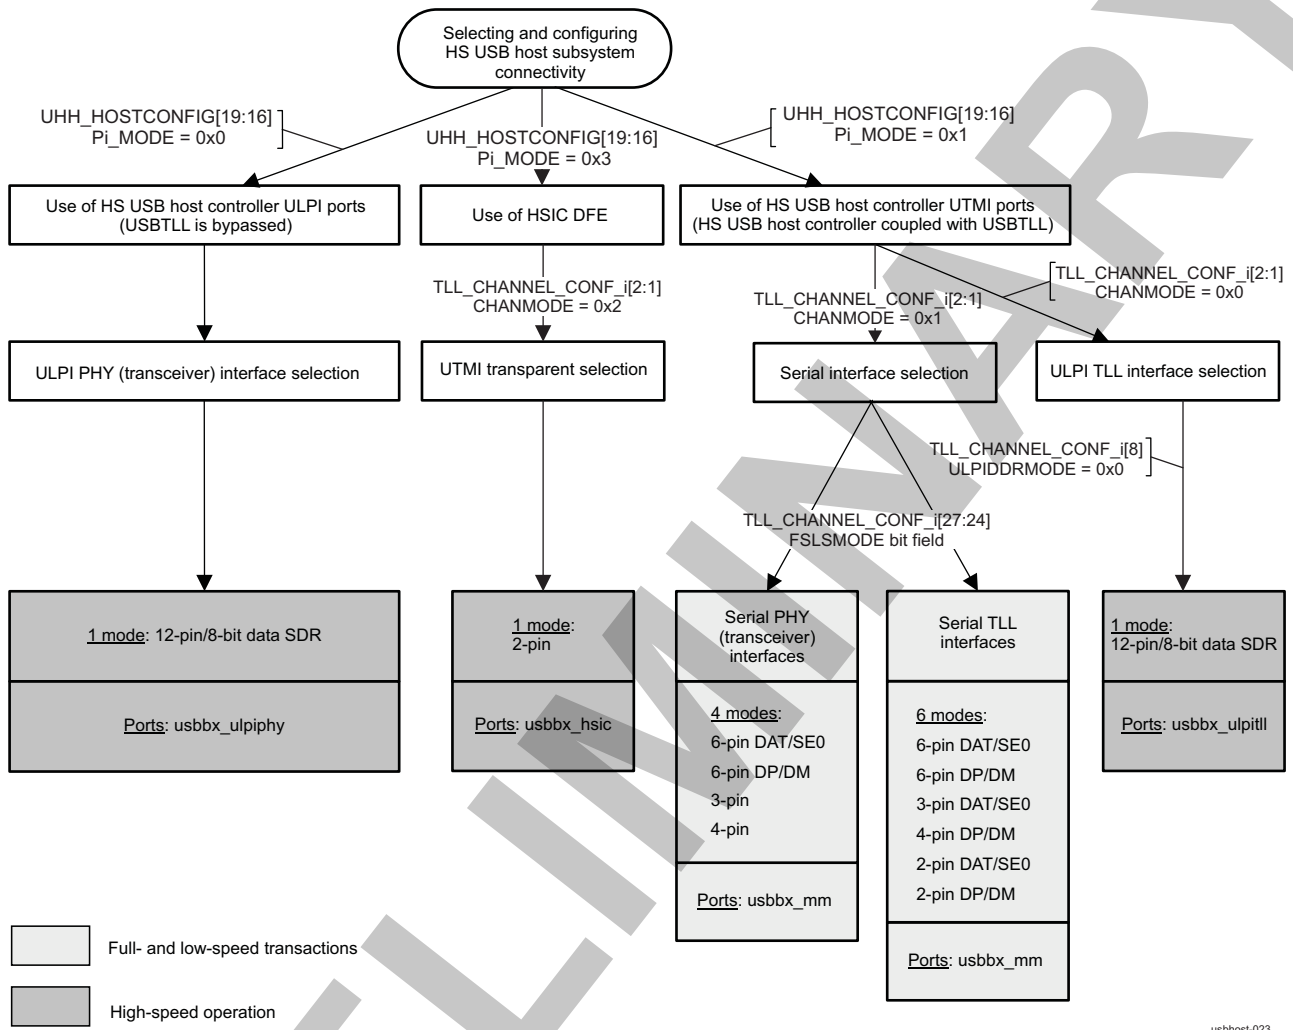 Selecting and configuring
HS USB host subsystem
connectivity
UHH_HOSTCONFIG[19:16]
Pi_MODE = 0x0
UHH_HOSTCONFIG[19:16]
Pi_MODE = 0x3
UHH_HOSTCONFIG[19:16]
Pi_MODE = 0x1
Use of HS USB host controller ULPI ports
(USBTLL is bypassed)
Use of HSIC DFE
Use of HS USB host controller UTMI ports
(HS USB host controller coupled with USBTLL)
TLL_CHANNEL_CONF_i[2:1]
CHANMODE = 0x2
TLL_CHANNEL_CONF_i[2:1]
CHANMODE = 0x1
TLL_CHANNEL_CONF_i[2:1]
CHANMODE = 0x0
ULPI PHY (transceiver) interface selection
UTMI transparent selection
Serial interface selection
ULPI TLL interface selection
TLL_CHANNEL_CONF_i[8]
ULPIDDRMODE = 0x0
TLL_CHANNEL_CONF_i[27:24]
FSLSMODE bit field
1 mode: 12-pin/8-bit data SDR
Ports: usbbx_ulpiphy
1 mode:
2-pin
Ports: usbbx_hsic
Serial PHY
(transceiver)
interfaces
4 modes:
6-pin DAT/SE0
6-pin DP/DM
3-pin
4-pin
Ports: usbbx_mm
Serial TLL
interfaces
6 modes:
6-pin DAT/SE0
6-pin DP/DM
3-pin DAT/SE0
4-pin DP/DM
2-pin DAT/SE0
2-pin DP/DM
Ports: usbbx_mm
1 mode:
12-pin/8-bit data SDR
Ports: usbbx_ulpitll
Full- and low-speed transactions
High-speed operation
usbhost-023